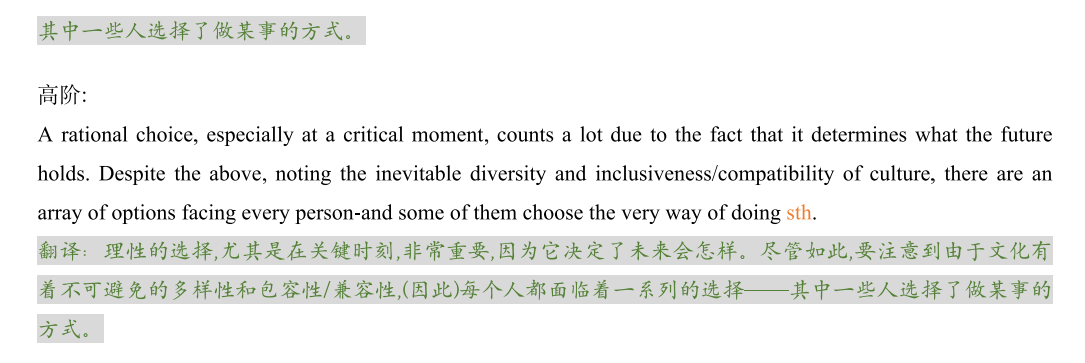 其中一些人选择了做某事的方式。
高阶:
A rational choice, especially at a critical moment, counts a lot due to the fact that it determines what the future
holds. Despite the above, noting the inevitable diversity and inclusiveness/compatibility of culture, there are an
array of options facing every person-and some of them choose the very way of doing sth.
翻译: 理性的选择,尤其是在关键时刻,非常重要,因为它决定了未来会怎样。尽管如此,要注意到由于文化有
着不可避免的多样性和包容性/兼容性,(因此)每个人都面临着一系列的选择——其中一些人选择了做某事的
方式。